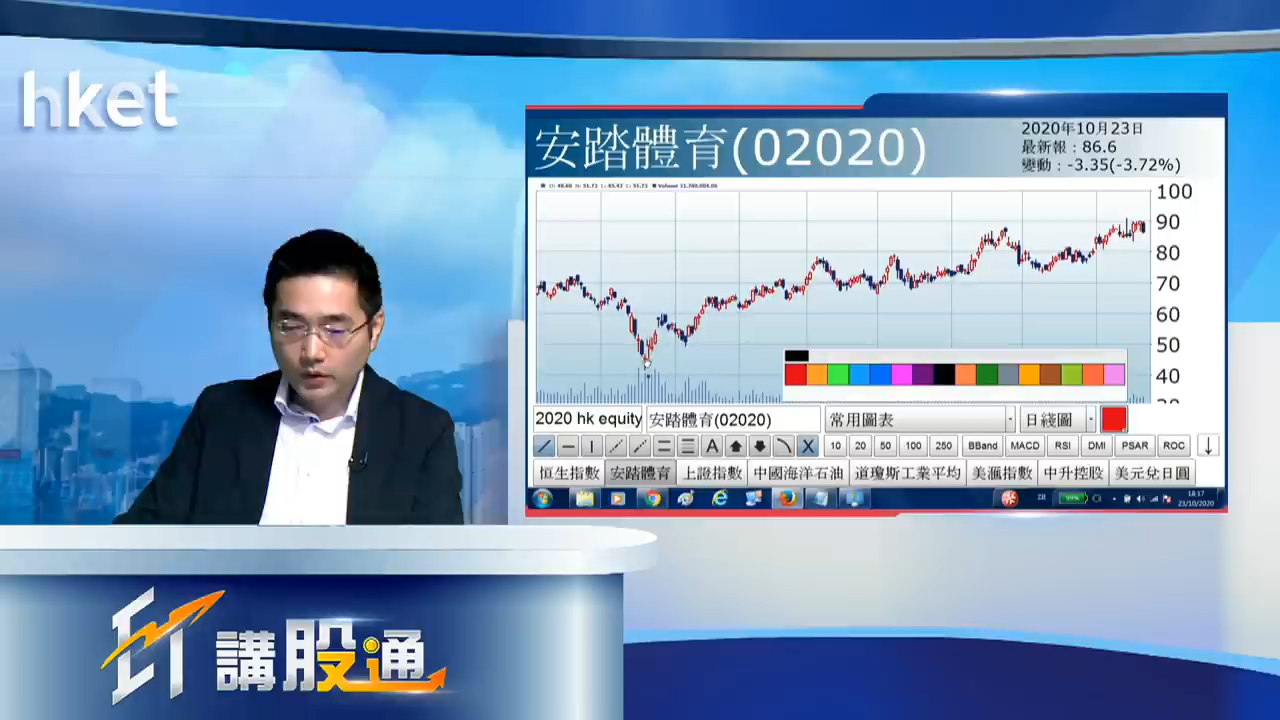 hket
安踏體育(02020)
2020年10月23日
最新報：86.6
變動：-3.35(-3.72%)
100
90
80
70
60
50
40
2020 hk equity 安踏體育(02020) 常用圖表 日綫圖
A X 10 20 50 100 250 BBand MACD RSI DMI PSAR ROC
恒生指數 安踏體育 上證指數 中國海洋石油 道瓊斯工業平均 美滙指數 中升控股 美元兌日圓
18:17
23/10/2020
ET 講股通